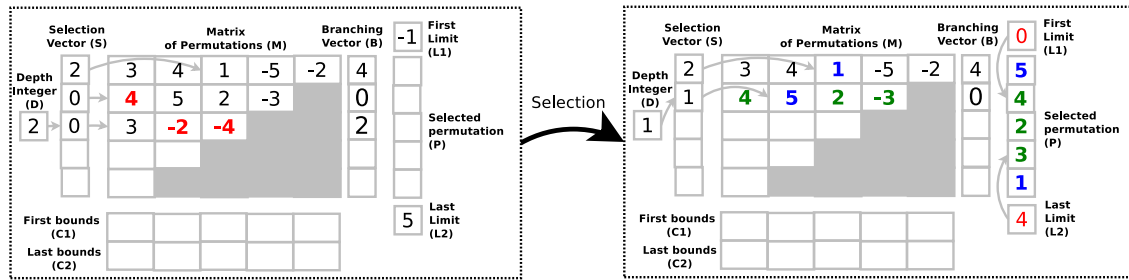 Selection
Vector (S)
Matrix
of Permutations (M)
Branching
Vector (B)
-1
First
Limit
(L1)
Depth
Integer
(D)
2 3 4 1 -5 -2 4
0 4 5 2 -3 0
2 0 3 -2 -4 2
Selected
permutation
(P)
5
Last
Limit
(L2)
First bounds
(C1)
Last bounds
(C2)
Selection
Selection
Vector (S)
Matrix
of Permutations (M)
Branching
Vector (B)
0
First
Limit
(L1)
Depth
Integer
(D)
2 3 4 1 -5 -2 4 5
1 4 5 2 -3 0 4
1 2
Selected
permutation
(P)
3
1
4
Last
Limit
(L2)
First bounds
(C1)
Last bounds
(C2)